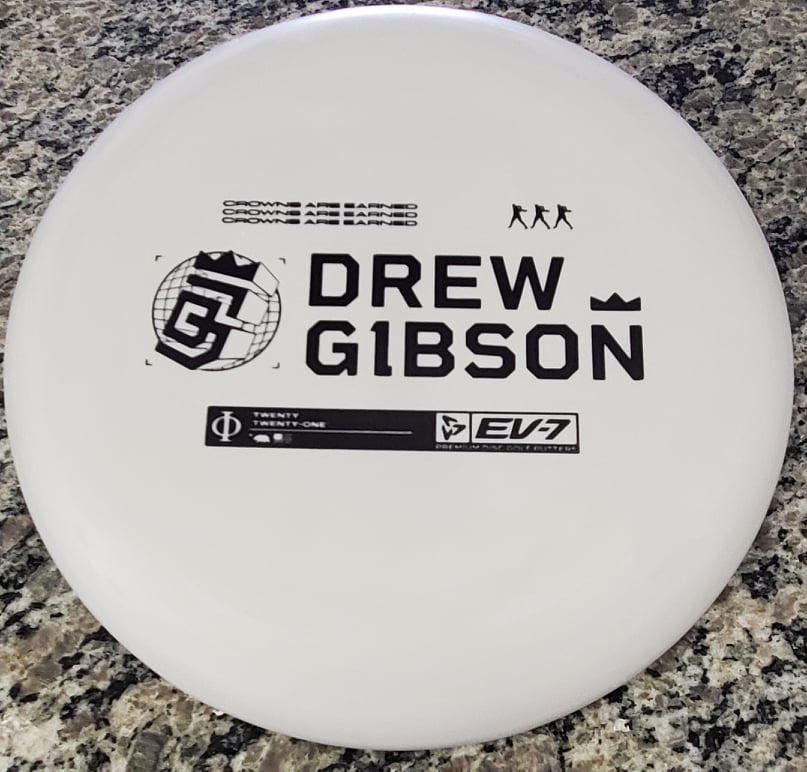 CROWNS ARE EARNED
CROWNS ARE EARNED
CROWNS ARE EARNED
DREW
G1BSON
Φ TWENTY
TWENTY-ONE
EV-7
PREMIUM DISC GOLF PUTTERS